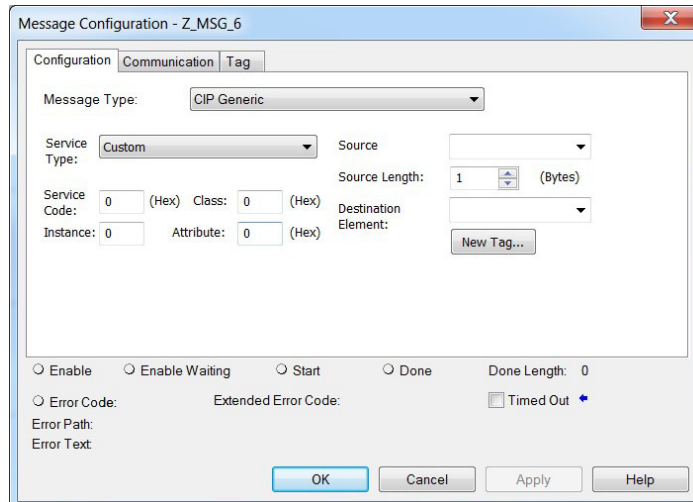 Message Configuration - Z_MSG_6
X
Configuration Communication Tag
Message Type: CIP Generic
Service Type: Custom
Source
Source Length: 1 (Bytes)
Service Code: 0 (Hex) Class: 0 (Hex)
Destination Element:
Instance: 0 Attribute: 0 (Hex)
New Tag...
Enable Enable Waiting Start Done Done Length: 0
Error Code: Extended Error Code: Timed Out
Error Path:
Error Text:
OK Cancel Apply Help